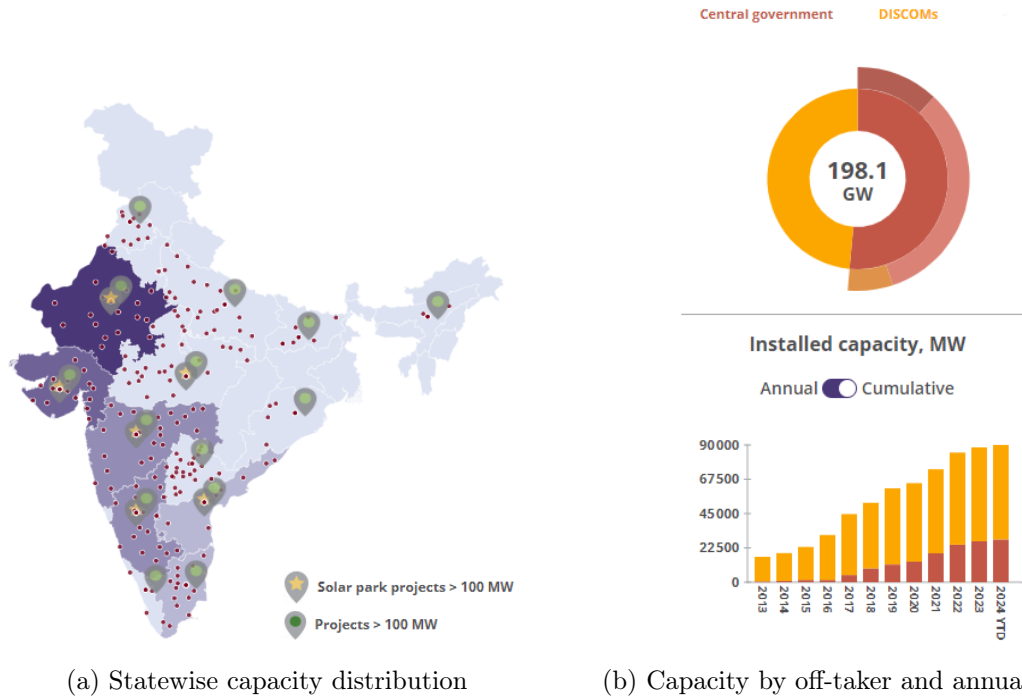 Central government DISCOMs
198.1
GW
Installed capacity, MW
Annual Cumulative
90000
67500
45000
22500
0
2013 2014 2015 2016 2017 2018 2019 2020 2021 2022 2023 2024 YTD
Solar park projects > 100 MW
Projects > 100 MW
(a) Statewise capacity distribution
(b) Capacity by off-taker and annua